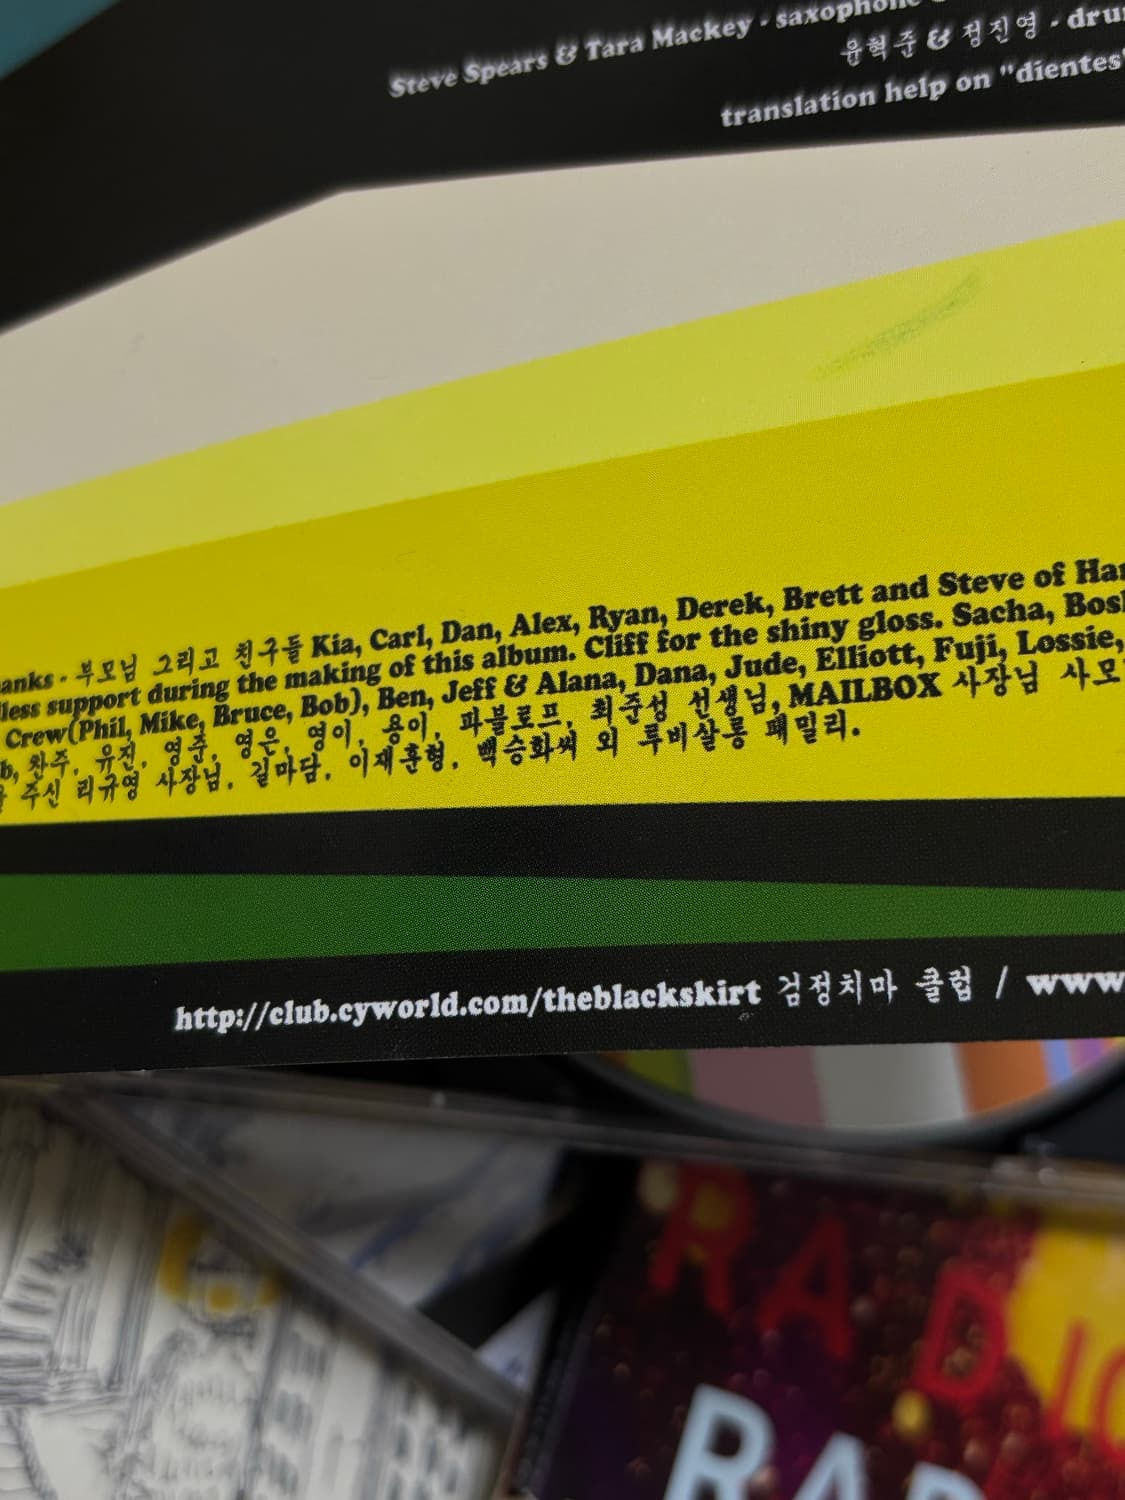 Steve Spears & Tara Mackey - saxophone
윤혁준 & 정진영 - dru
translation help on "dientes"
anks - 부모님 그리고 친구들 Kia, Carl, Dan, Alex, Ryan, Derek, Brett and Steve of Har
less support during the making of this album. Cliff for the shiny gloss. Sacha, Bos
Crew(Phil, Mike, Bruce, Bob), Ben, Jeff & Alana, Dana, Jude, Elliott, Fuji, Lossie,
b, 찬주, 유진, 영준, 영은, 영이, 용이, 파블로프, 최준성 선생님, MAILBOX 사장님 사모
주신 리규영 사장님, 길마담, 이재훈형, 백승화씨 외 루비살롱 패밀리.
http://club.cyworld.com/theblackskirt 검정치마 클럽 / www
RADIO
RAD